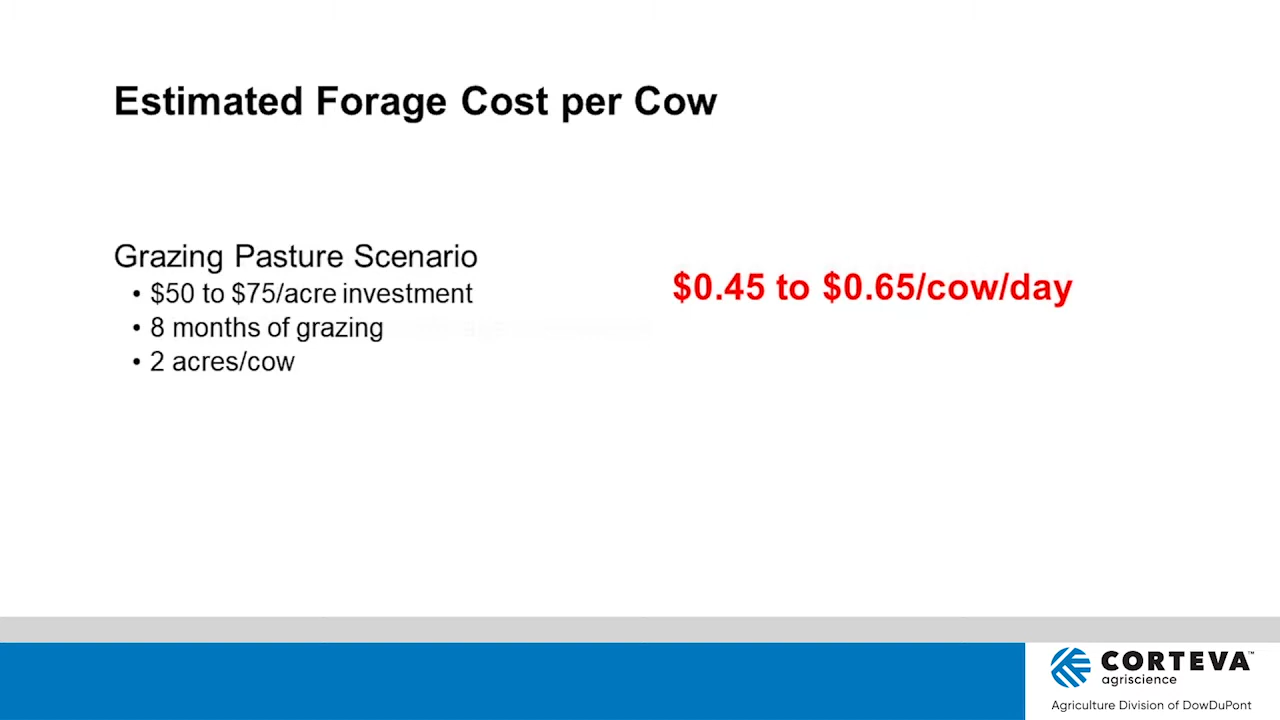 Estimated Forage Cost per Cow
Grazing Pasture Scenario
• $50 to $75/acre investment
• 8 months of grazing
• 2 acres/cow
$0.45 to $0.65/cow/day
CORTEVA™
agriscience
Agriculture Division of DowDuPont